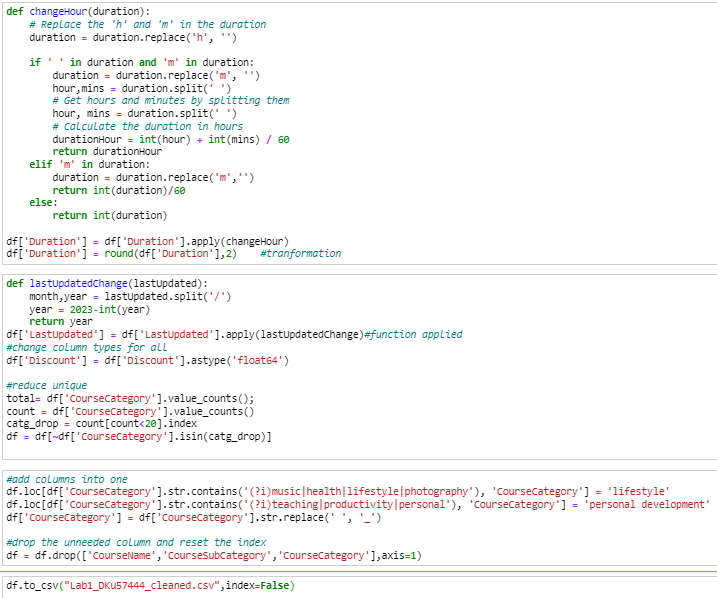 def changeHour(duration):
    # Replace the 'h' and 'm' in the duration
    duration = duration.replace('h', '')
    if ' ' in duration and 'm' in duration:
        duration = duration.replace('m', '')
        hour,mins = duration.split(' ')
        # Get hours and minutes by splitting them
        hour, mins = duration.split(' ')
        # Calculate the duration in hours
        durationHour = int(hour) + int(mins) / 60
        return durationHour
    elif 'm' in duration:
        duration = duration.replace('m','')
        return int(duration)/60
    else:
        return int(duration)
df['Duration'] = df['Duration'].apply(changeHour)
df['Duration'] = round(df['Duration'],2)    #tranformation
def lastUpdatedChange(lastUpdated):
    month,year = lastUpdated.split('/')
    year = 2023-int(year)
    return year
df['LastUpdated'] = df['LastUpdated'].apply(lastUpdatedChange)#function applied
#change column types for all
df['Discount'] = df['Discount'].astype('float64')
#reduce unique
total= df['CourseCategory'].value_counts();
count = df['CourseCategory'].value_counts()
catg_drop = count[count<20].index
df = df[~df['CourseCategory'].isin(catg_drop)]
#add columns into one
df.loc[df['CourseCategory'].str.contains('(?i)music|health|lifestyle|photography'), 'CourseCategory'] = 'lifestyle'
df.loc[df['CourseCategory'].str.contains('(?i)teaching|productivity|personal'), 'CourseCategory'] = 'personal development'
df['CourseCategory'] = df['CourseCategory'].str.replace(' ', '_')
#drop the unneeded column and reset the index
df = df.drop(['CourseName','CourseSubCategory','CourseCategory'],axis=1)
df.to_csv("Lab1_DKu57444_cleaned.csv",index=False)